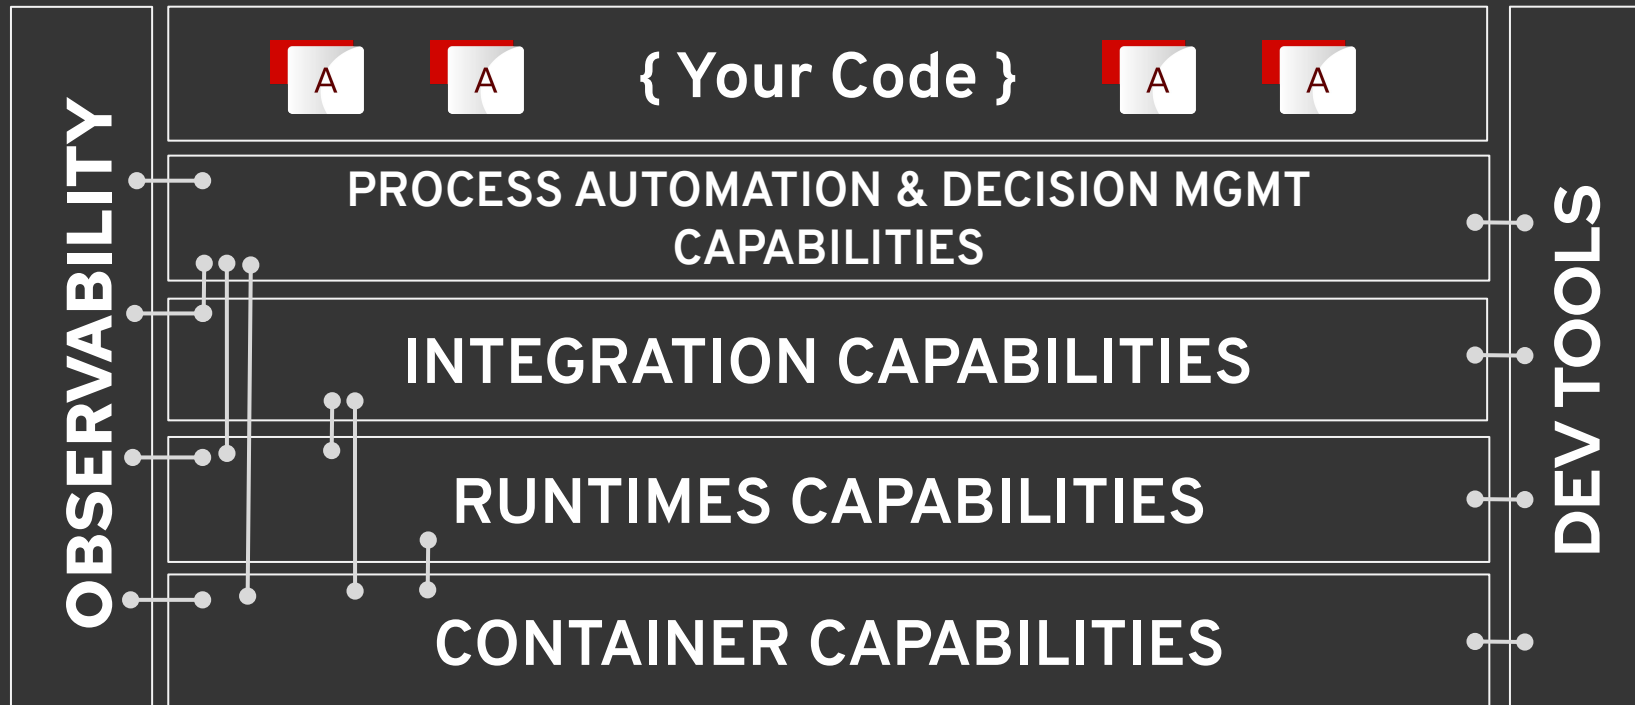 OBSERVABILITY
A
A
{ Your Code }
A
A
PROCESS AUTOMATION & DECISION MGMT
CAPABILITIES
INTEGRATION CAPABILITIES
RUNTIMES CAPABILITIES
CONTAINER CAPABILITIES
DEV TOOLS